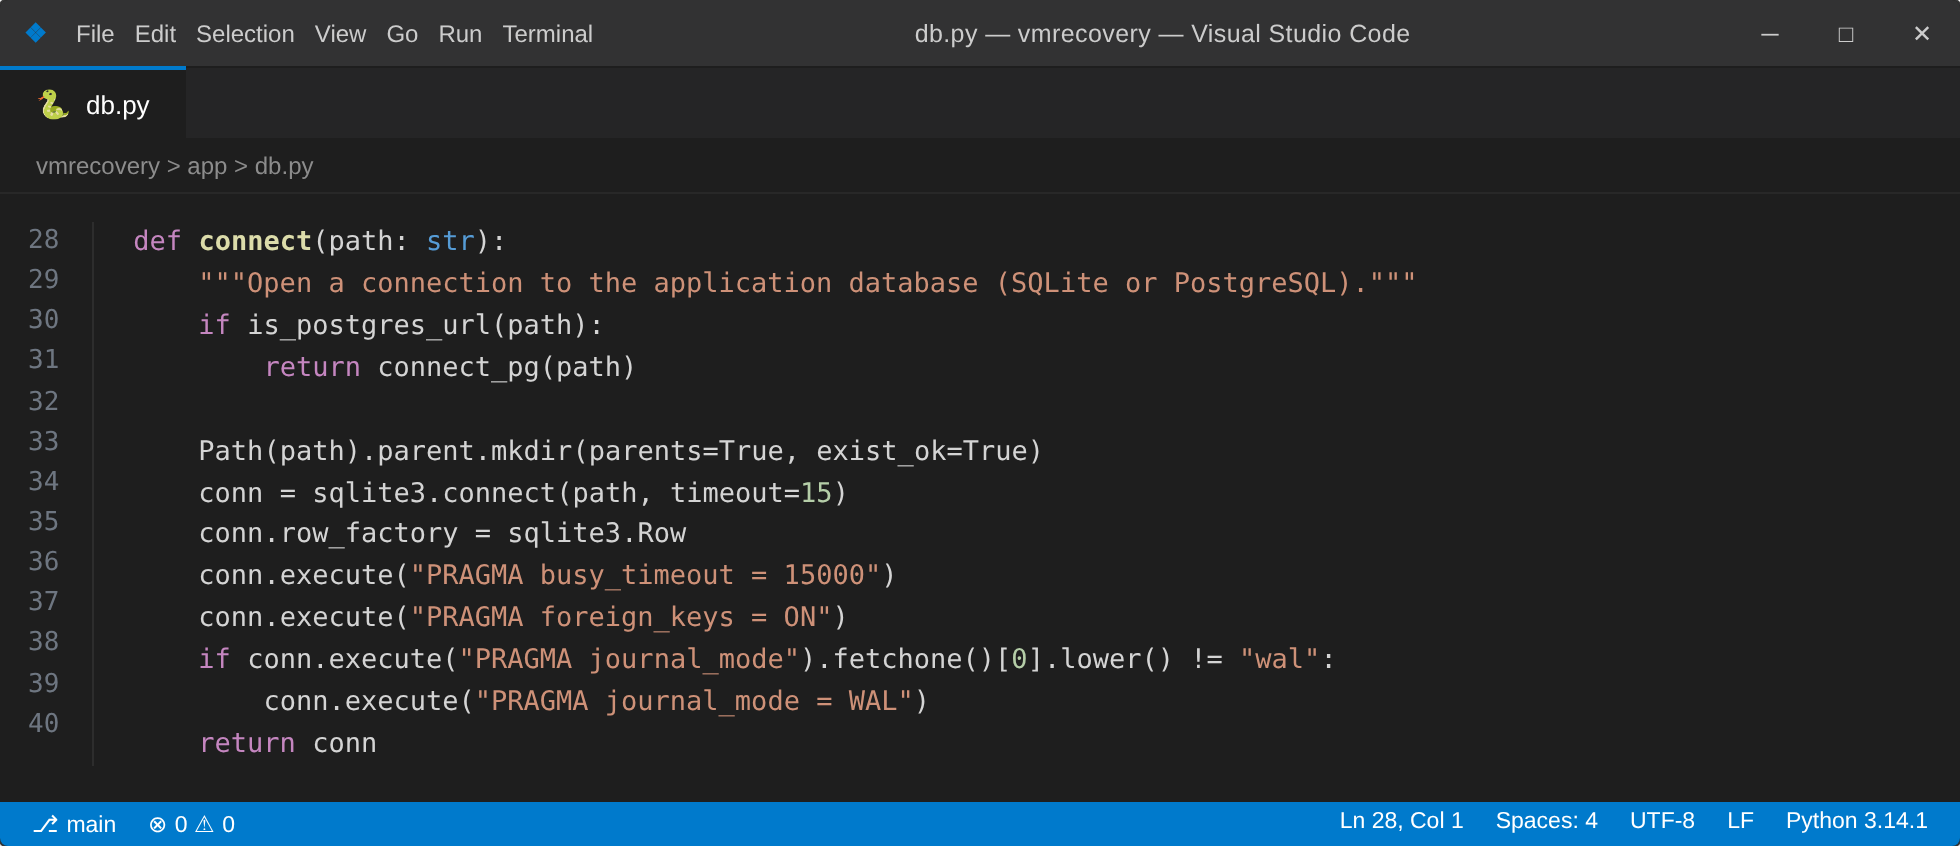 File Edit Selection View Go Run Terminal db.py — vmrecovery — Visual Studio Code
db.py
vmrecovery > app > db.py
28 def connect(path: str):
29 """Open a connection to the application database (SQLite or PostgreSQL)."""
30 if is_postgres_url(path):
31 return connect_pg(path)
32
33 Path(path).parent.mkdir(parents=True, exist_ok=True)
34 conn = sqlite3.connect(path, timeout=15)
35 conn.row_factory = sqlite3.Row
36 conn.execute("PRAGMA busy_timeout = 15000")
37 conn.execute("PRAGMA foreign_keys = ON")
38 if conn.execute("PRAGMA journal_mode").fetchone()[0].lower() != "wal":
39 conn.execute("PRAGMA journal_mode = WAL")
40 return conn
main ⊗ 0 ⚠ 0 Ln 28, Col 1 Spaces: 4 UTF-8 LF Python 3.14.1